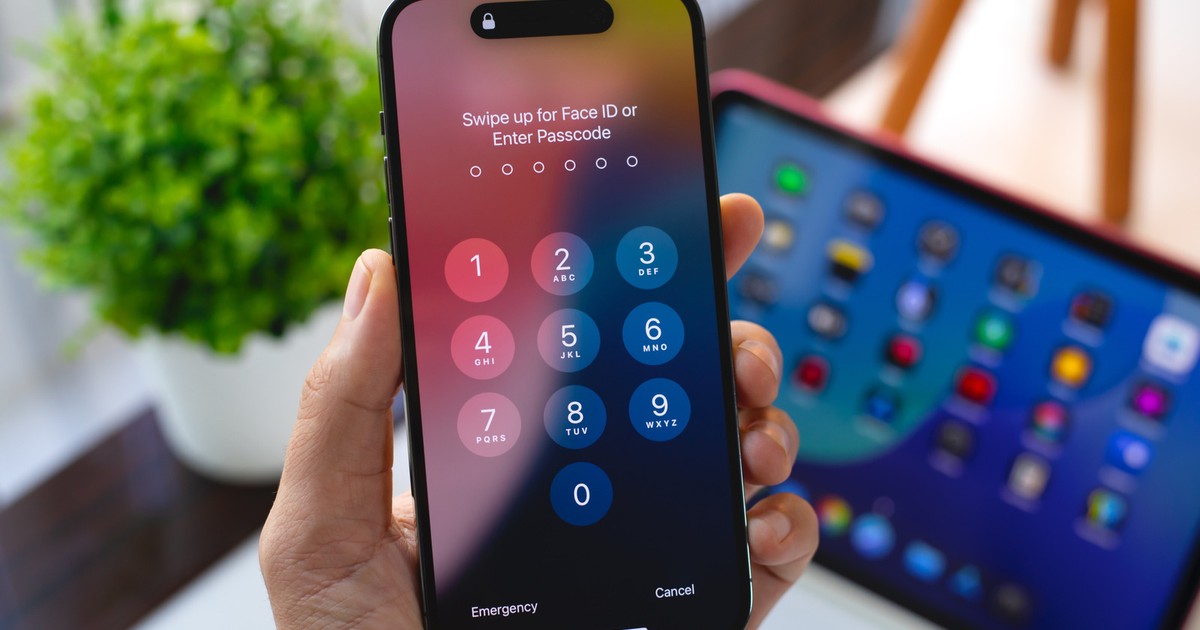 Swipe up for Face ID or
Enter Passcode
1
2
ABC
3
DEF
4
GHI
5
JKL
6
MNO
7
PQRS
8
TUV
9
WXYZ
0
Emergency
Cancel